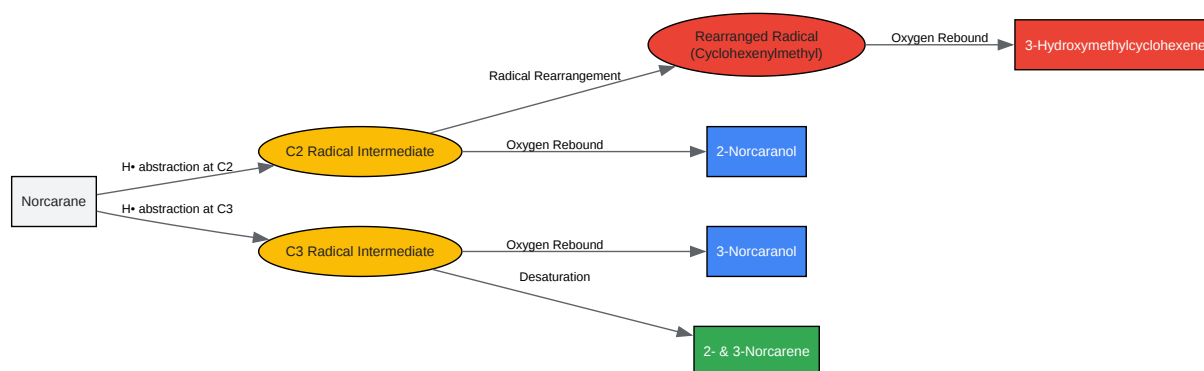 Rearranged Radical
(Cyclohexenylmethyl)
Oxygen Rebound
3-Hydroxymethylcyclohexene
Radical Rearrangement
C2 Radical Intermediate
Oxygen Rebound
2-Norcaranol
H• abstraction at C2
Norcarane
H• abstraction at C3
C3 Radical Intermediate
Oxygen Rebound
3-Norcaranol
Desaturation
2- & 3-Norcarene